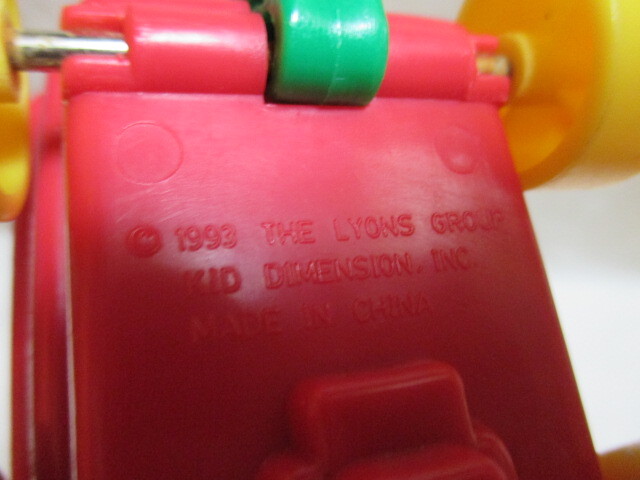 © 1993 THE LYONS GROUP
KID DIMENSION, INC.
MADE IN CHINA